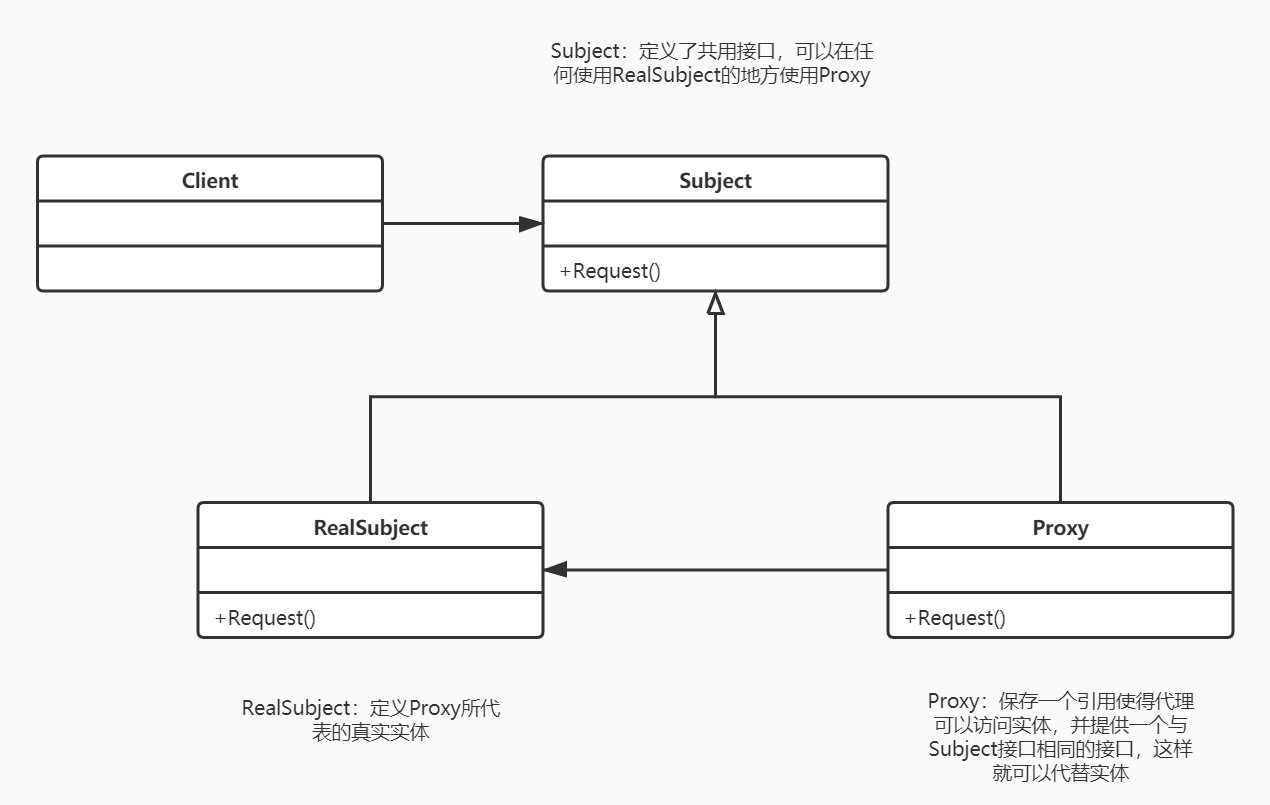 Subject：定义了共用接口，可以在任
何使用RealSubject的地方使用Proxy
Client
Subject
+Request()
RealSubject
Proxy
+Request()
+Request()
RealSubject：定义Proxy所代
表的真实实体
Proxy：保存一个引用使得代理
可以访问实体，并提供一个与
Subject接口相同的接口，这样
就可以代替实体